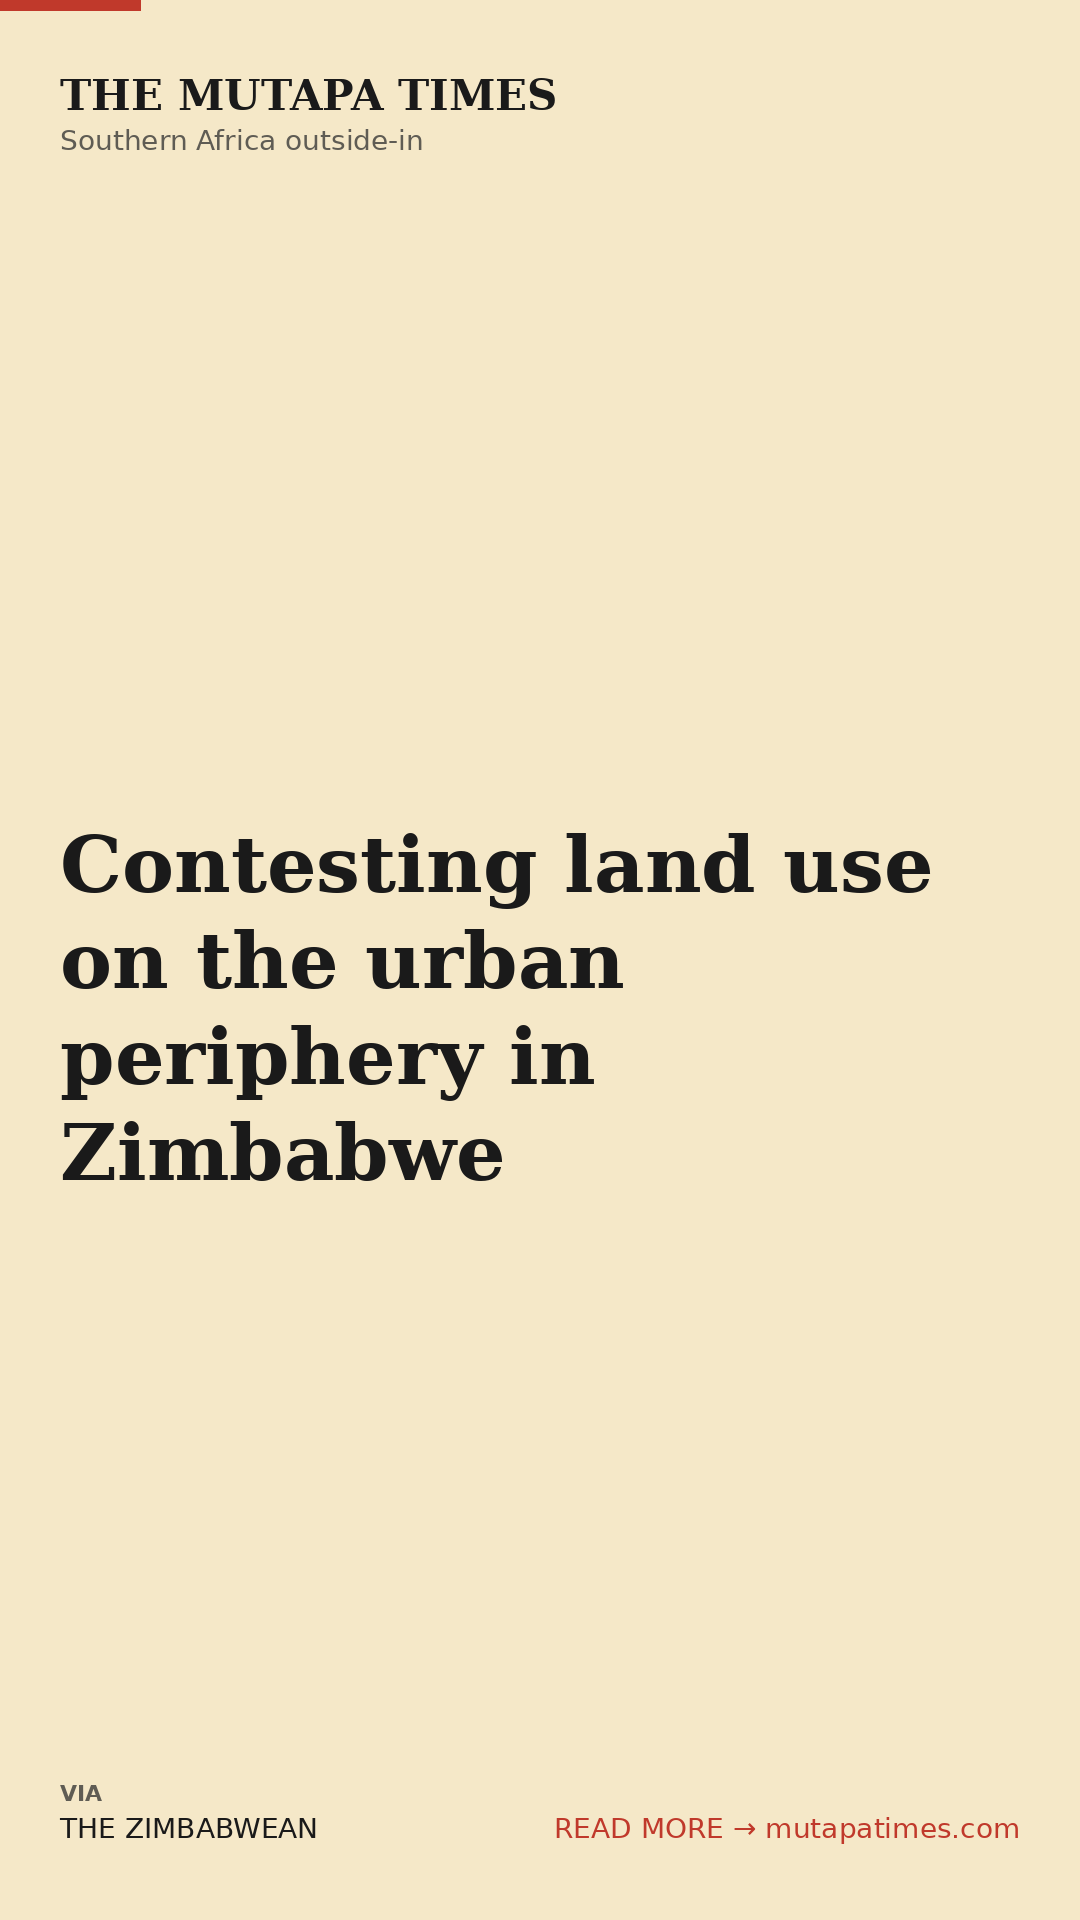 THE MUTAPA TIMES
Southern Africa outside-in
Contesting land use
on the urban
periphery in
Zimbabwe
VIA
THE ZIMBABWEAN
READ MORE → mutapatimes.com